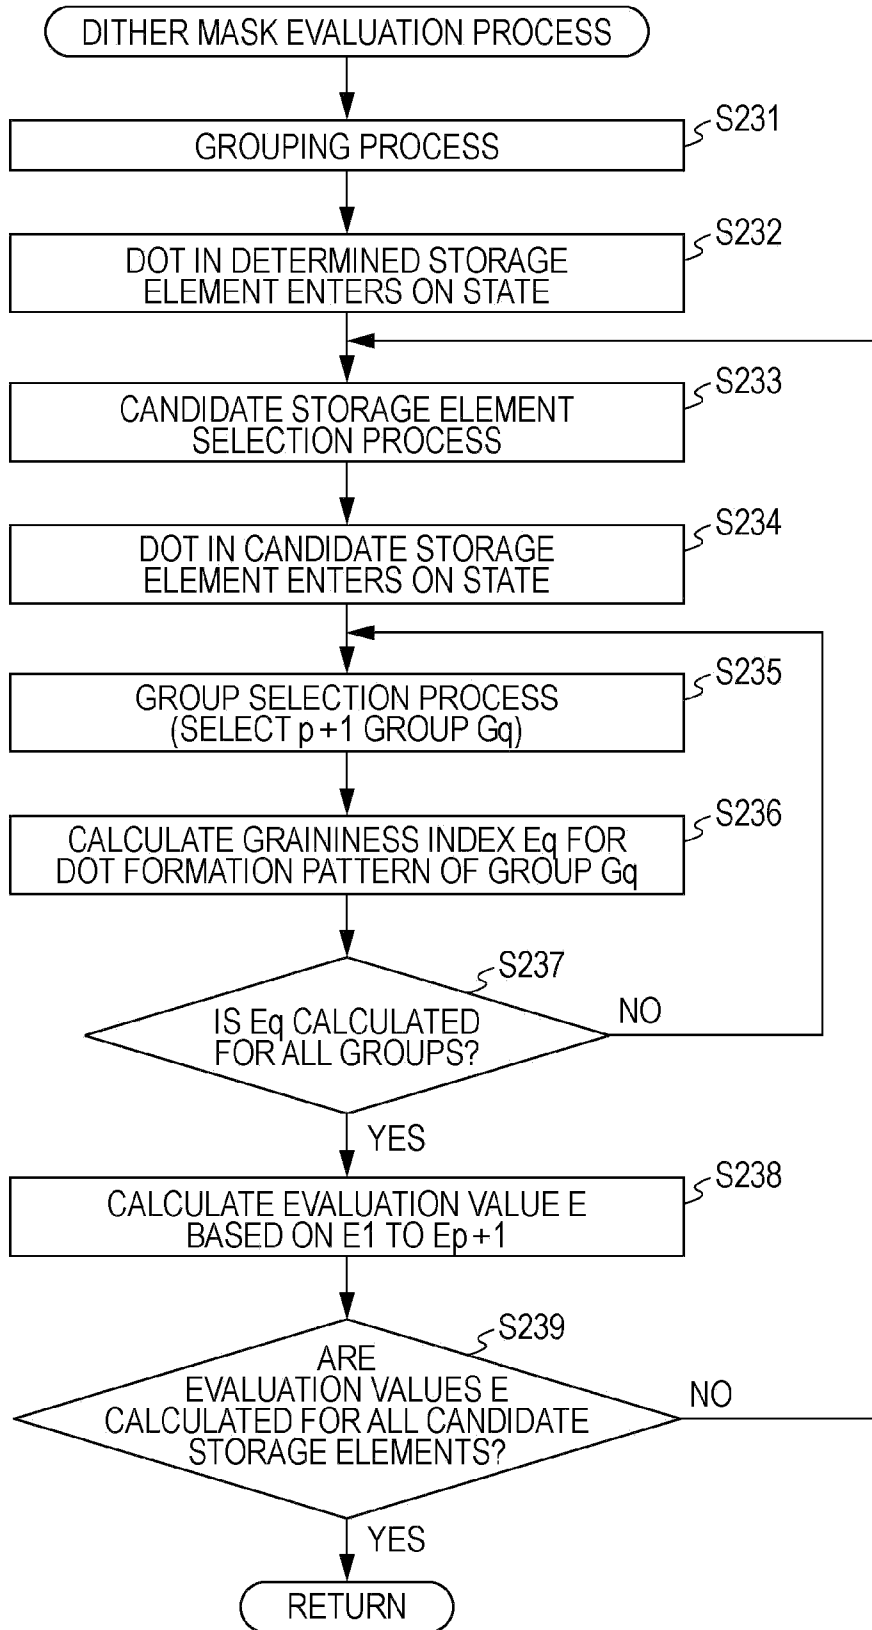 DITHER MASK EVALUATION PROCESS
S231
GROUPING PROCESS
S232
DOT IN DETERMINED STORAGE
ELEMENT ENTERS ON STATE
S233
CANDIDATE STORAGE ELEMENT
SELECTION PROCESS
S234
DOT IN CANDIDATE STORAGE
ELEMENT ENTERS ON STATE
S235
GROUP SELECTION PROCESS
(SELECT p+1 GROUP Gq)
S236
CALCULATE GRAININESS INDEX Eq FOR
DOT FORMATION PATTERN OF GROUP Gq
S237
IS Eq CALCULATED
FOR ALL GROUPS?
NO
YES
S238
CALCULATE EVALUATION VALUE E
BASED ON E1 TO Ep+1
S239
ARE
EVALUATION VALUES E
CALCULATED FOR ALL CANDIDATE
STORAGE ELEMENTS?
NO
YES
RETURN